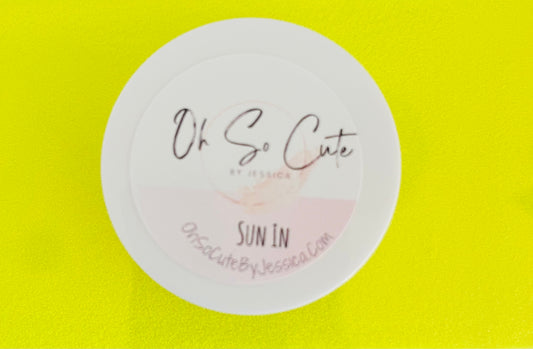 Oh So Cute
BY JESSICA
SUN IN
OhSoCuteByJessica.Com